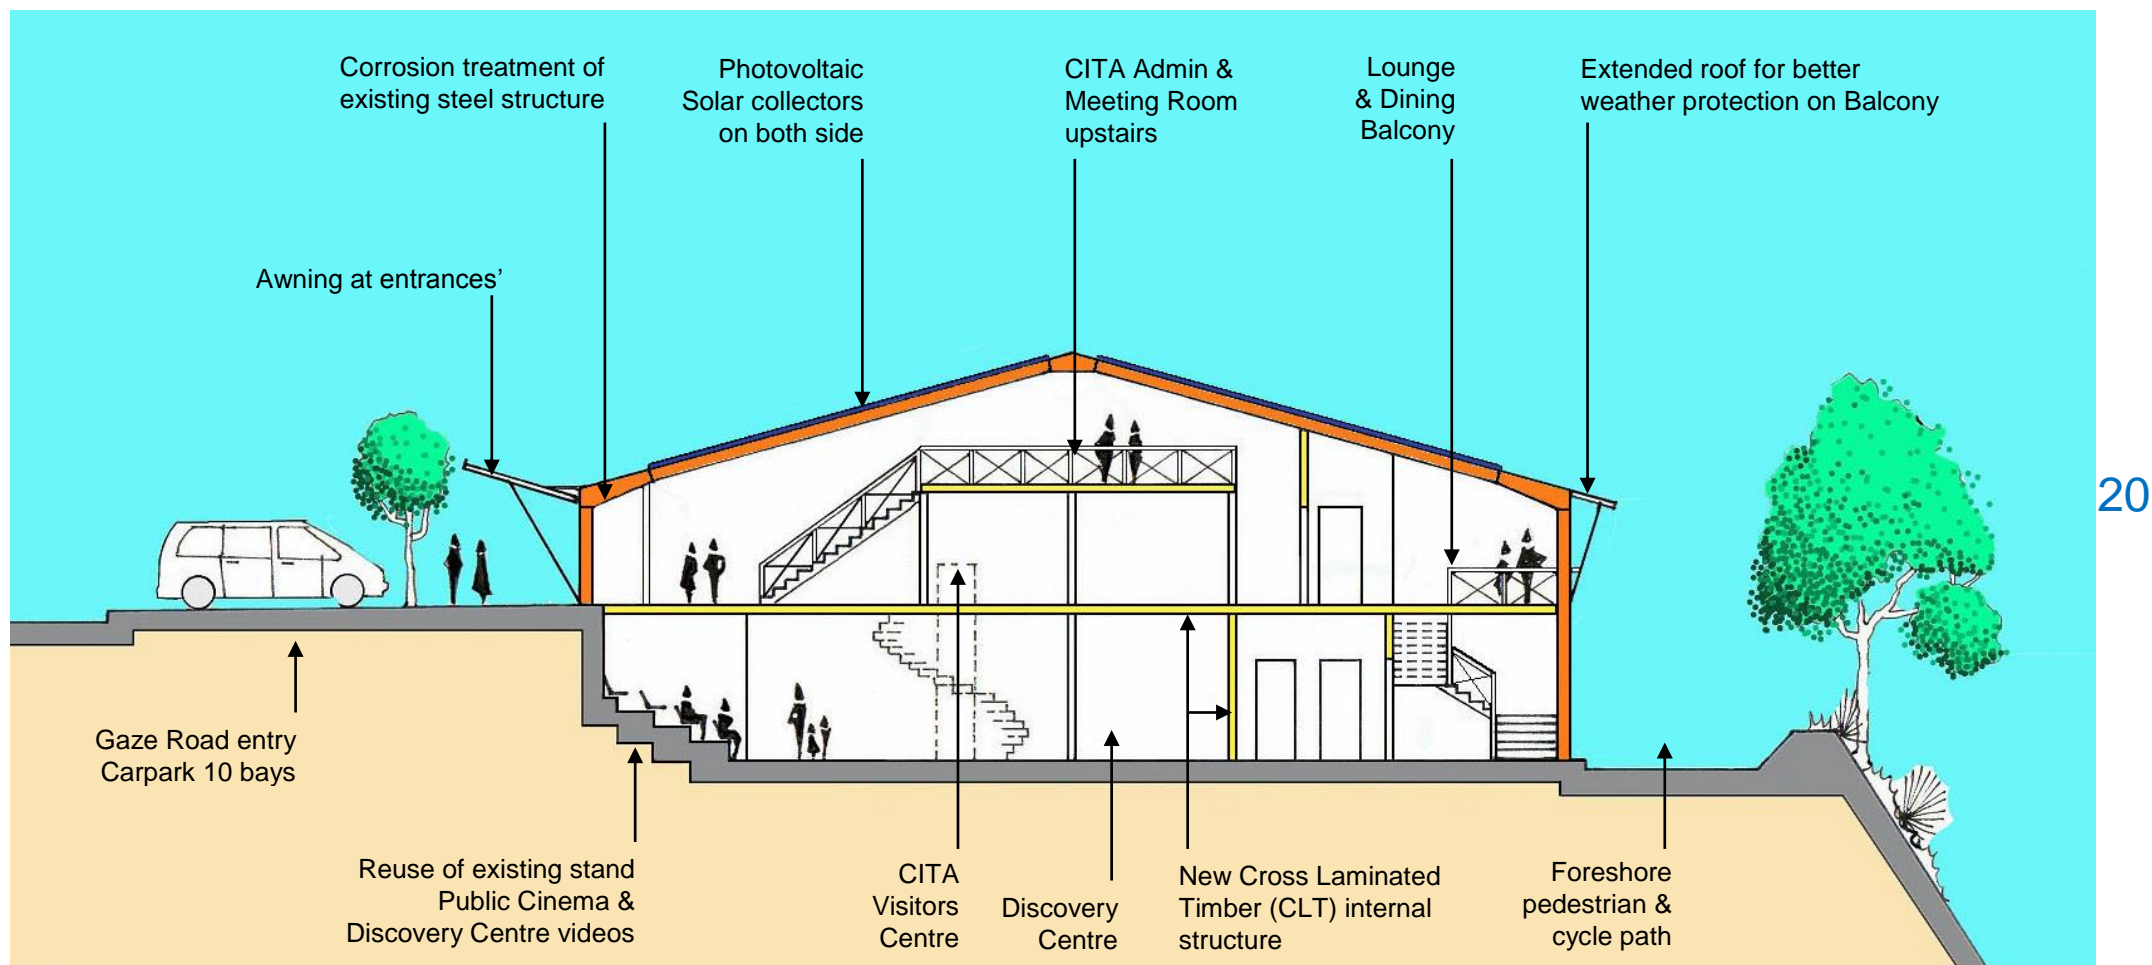 Corrosion treatment of
existing steel structure
Photovoltaic
Solar collectors
on both side
CITA Admin &
Meeting Room
upstairs
Lounge
& Dining
Balcony
Extended roof for better
weather protection on Balcony
Awning at entrances’
20
Gaze Road entry
Carpark 10 bays
Reuse of existing stand
Public Cinema &
Discovery Centre videos
CITA
Visitors
Centre
Discovery
Centre
New Cross Laminated
Timber (CLT) internal
structure
Foreshore
pedestrian &
cycle path